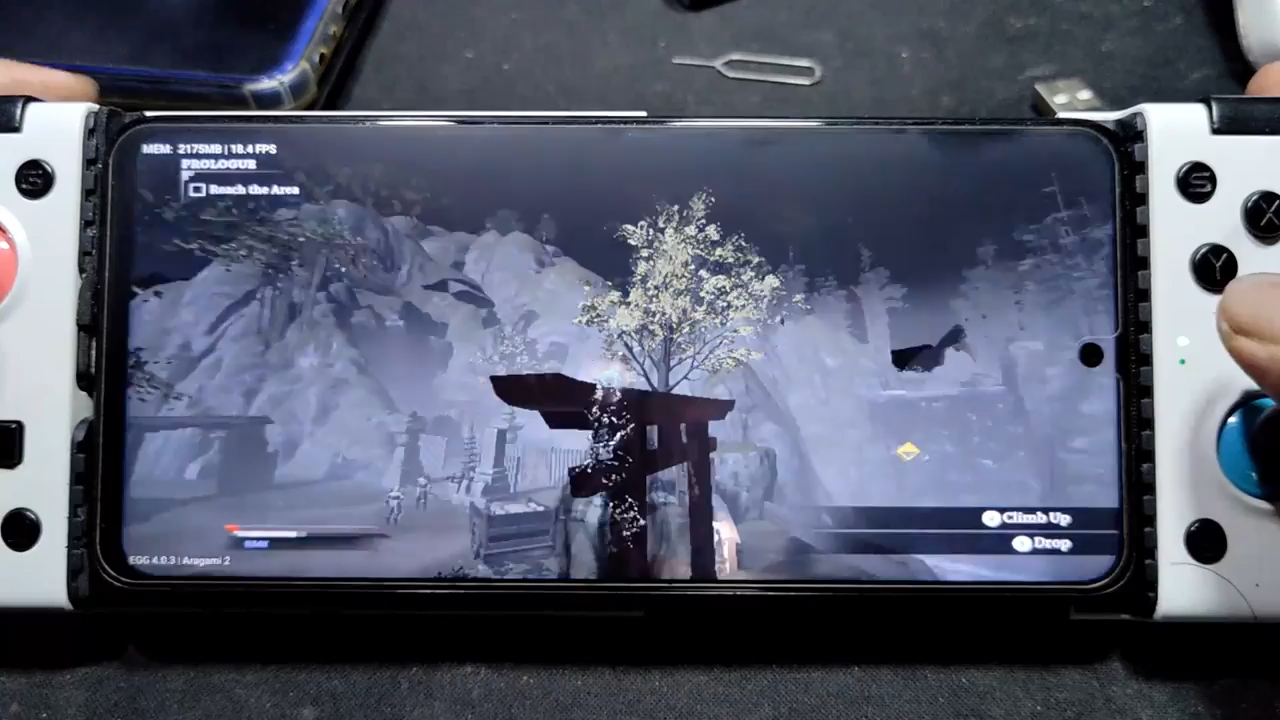 MEM: 2175MB | 18.4 FPS
PROLOGUE
Reach the Area
S
X
Y
Climb Up
Drop
EGG 4.0.3 | Aragami 2